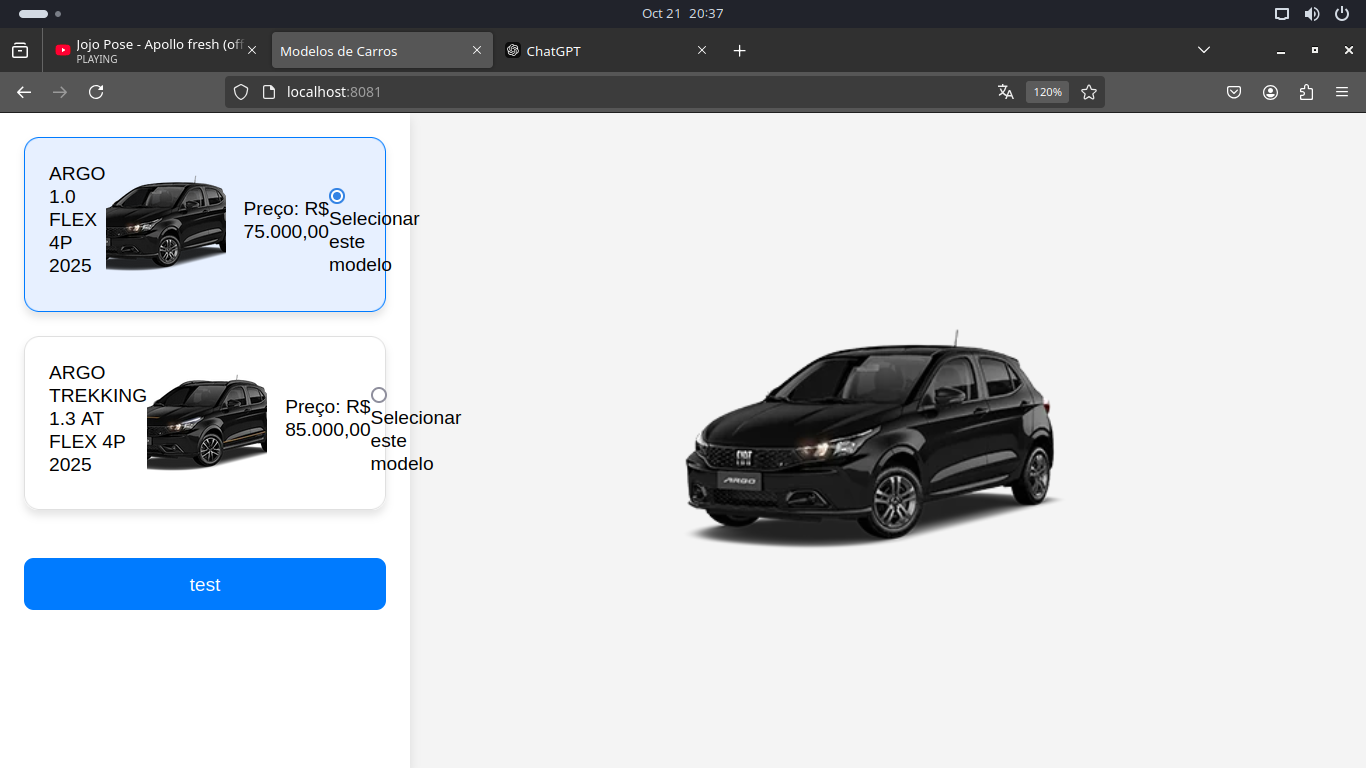 Oct 21 20:37
Jojo Pose - Apollo fresh (off
PLAYING
Modelos de Carros
ChatGPT
localhost:8081
120%
ARGO
1.0
FLEX
4P
2025
Preço: R$
75.000,00
Selecionar
este
modelo
ARGO
TREKKING
1.3 AT
FLEX 4P
2025
Preço: R$
85.000,00
Selecionar
este
modelo
test
FIAT
ARGO